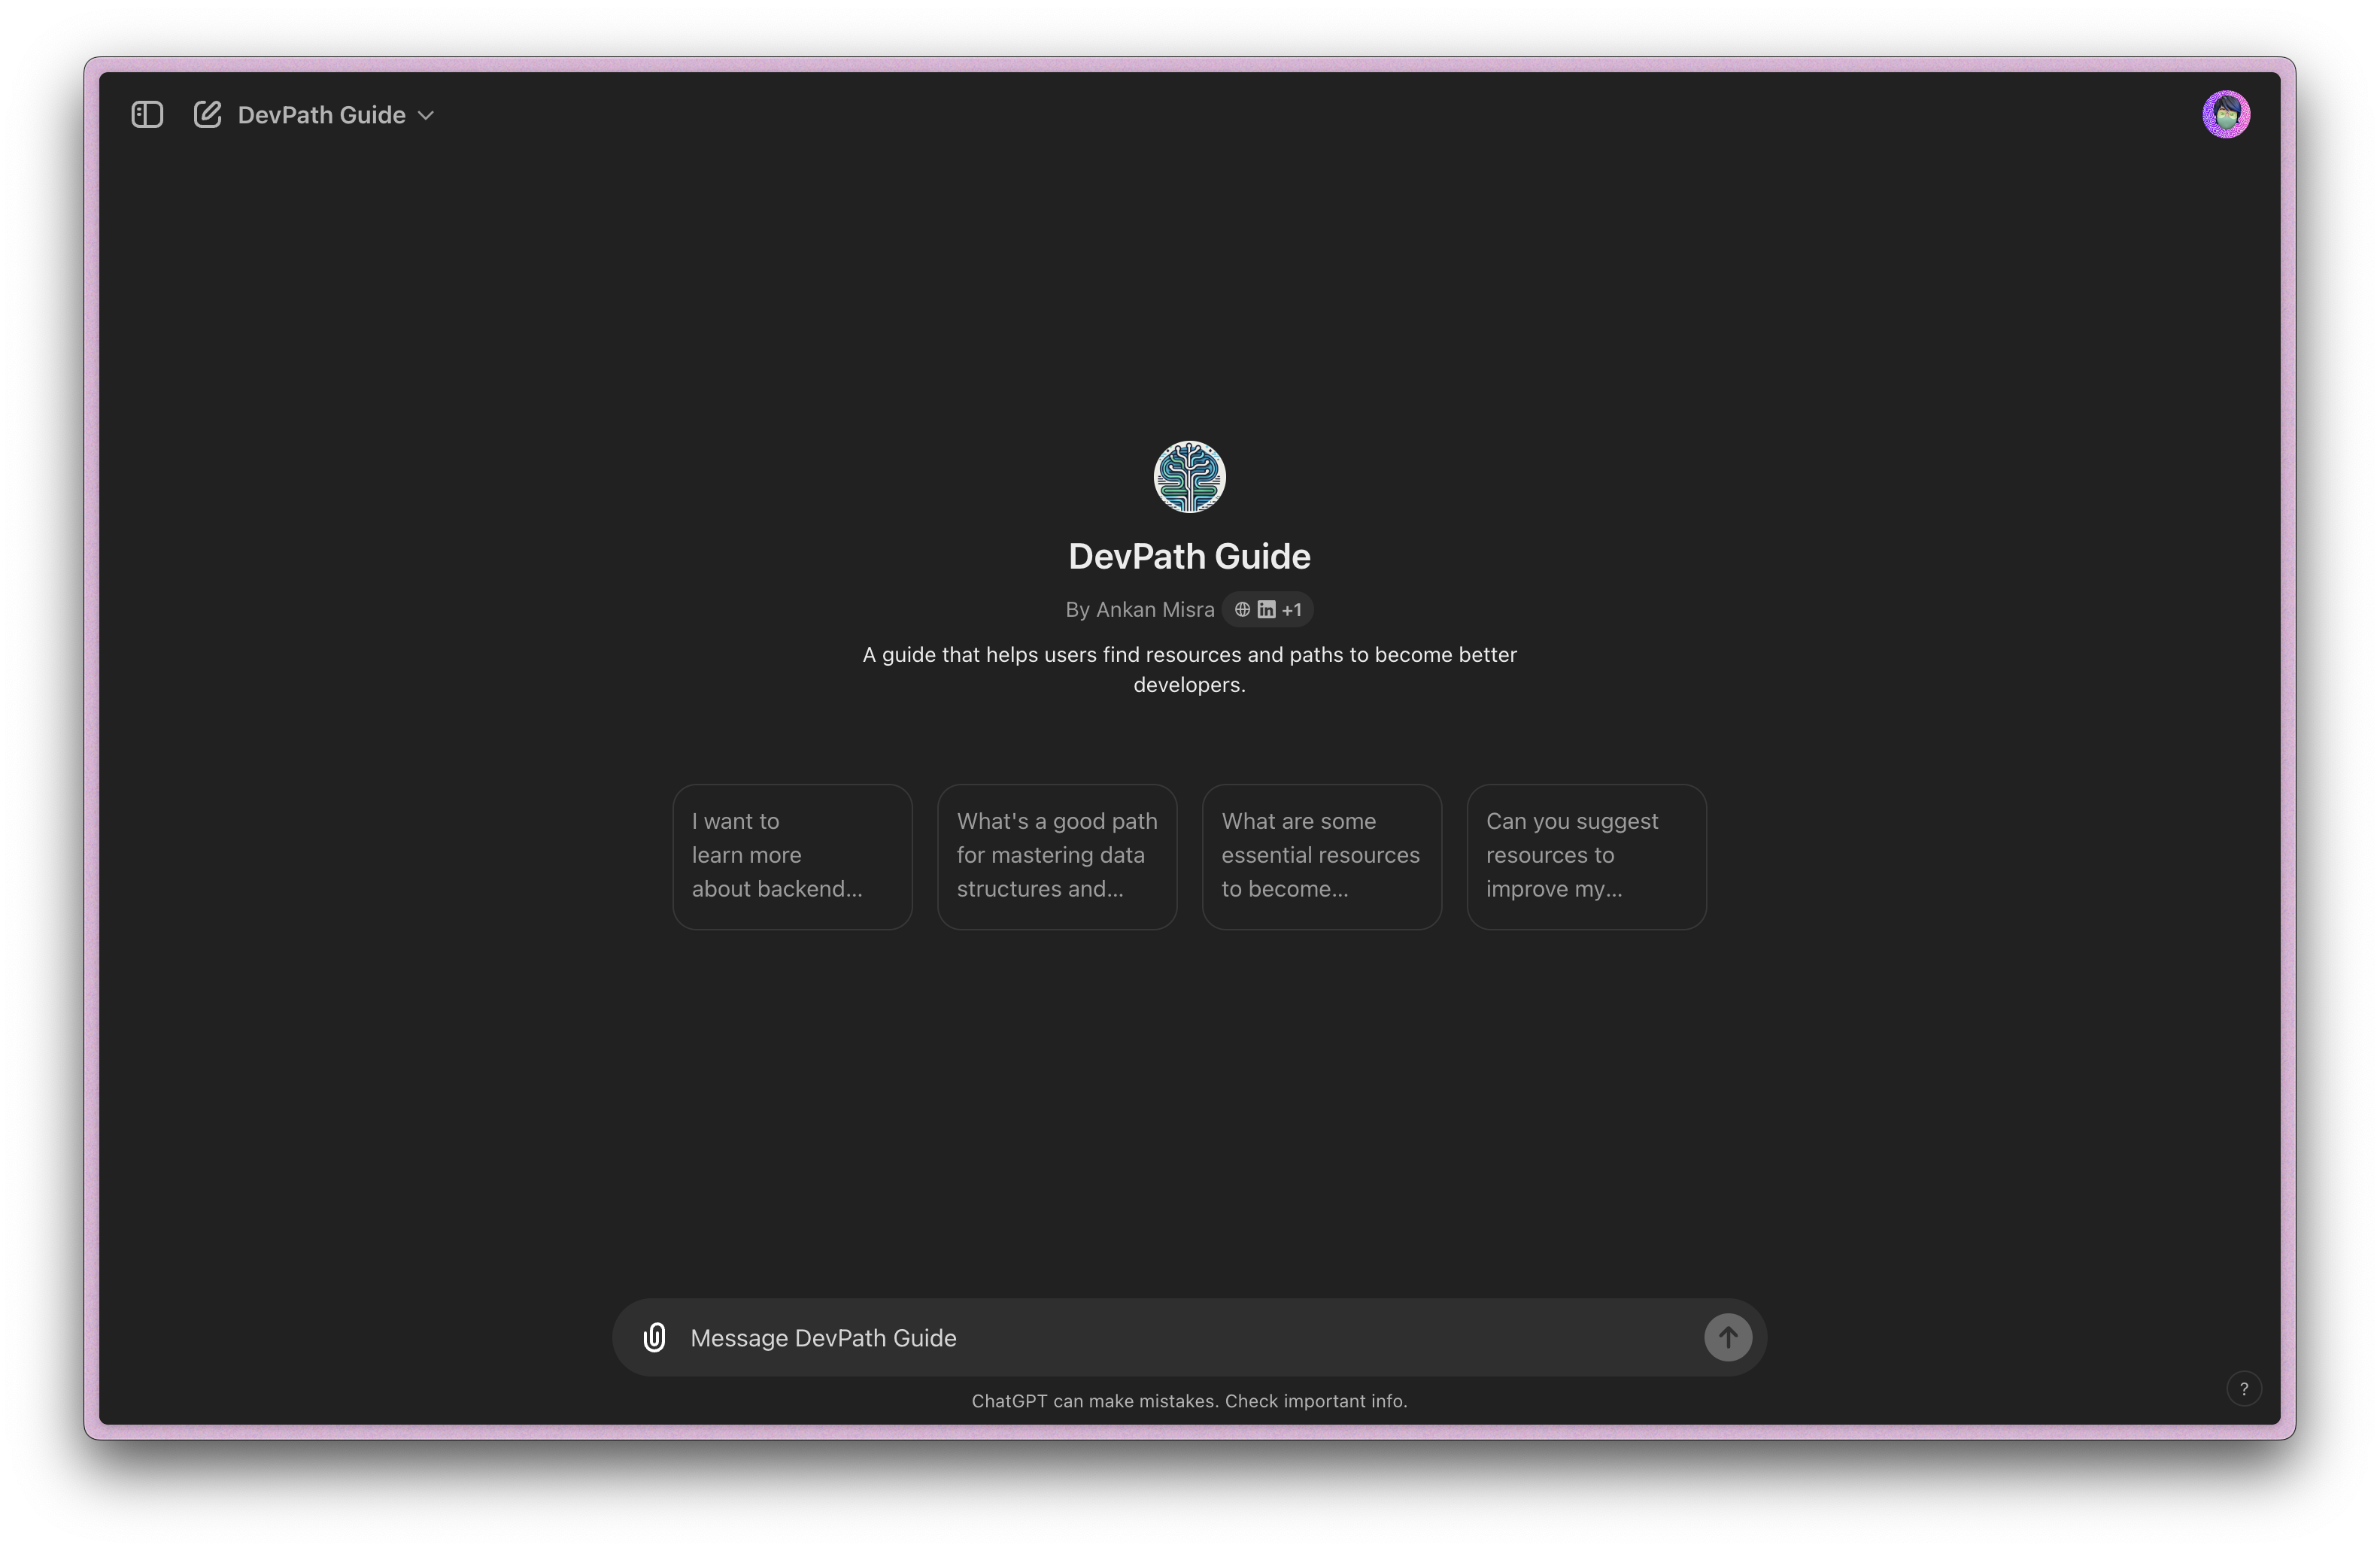 DevPath Guide
DevPath Guide
By Ankan Misra in +1
A guide that helps users find resources and paths to become better
developers.
I want to
learn more
about backend...
What's a good path
for mastering data
structures and...
What are some
essential resources
to become...
Can you suggest
resources to
improve my...
Message DevPath Guide
ChatGPT can make mistakes. Check important info.
?